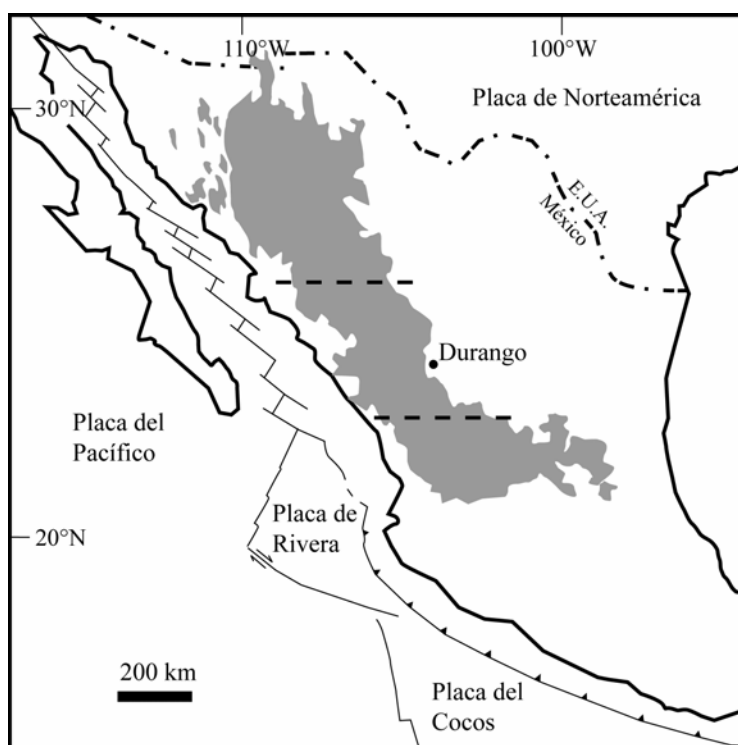 110°W
100°W
30°N
Placa de Norteamérica
E.U.A.
México
Durango
Placa del
Pacífico
20°N
Placa de
Rivera
200 km
Placa del
Cocos